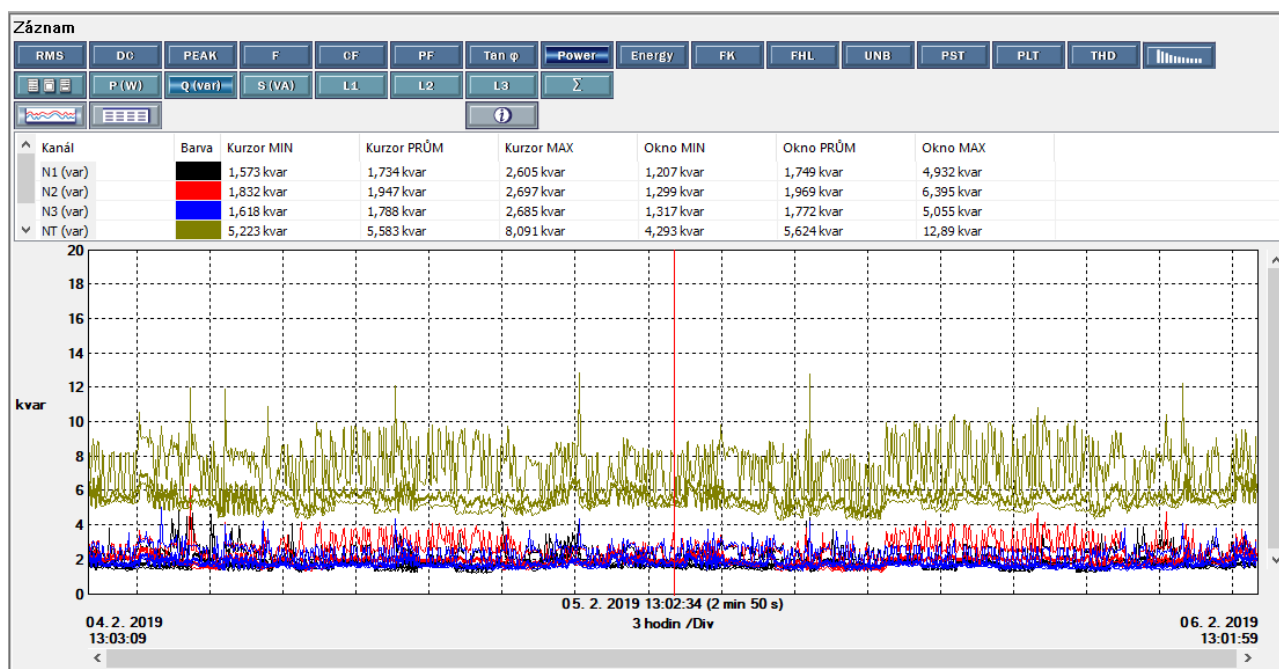 Záznam
RMS DC PEAK F CF PF Tan φ Power Energy FK FHL UNB PST PLT THD
P (W) Q (var) S (VA) L1 L2 L3 Σ
Kanál Barva Kurzor MIN Kurzor PRŮM Kurzor MAX Okno MIN Okno PRŮM Okno MAX
N1 (var) 1,573 kvar 1,734 kvar 2,605 kvar 1,207 kvar 1,749 kvar 4,932 kvar
N2 (var) 1,832 kvar 1,947 kvar 2,697 kvar 1,299 kvar 1,969 kvar 6,395 kvar
N3 (var) 1,618 kvar 1,788 kvar 2,685 kvar 1,317 kvar 1,772 kvar 5,055 kvar
NT (var) 5,223 kvar 5,583 kvar 8,091 kvar 4,293 kvar 5,624 kvar 12,89 kvar
20
18
16
14
12
kvar
10
8
6
4
2
0
05. 2. 2019 13:02:34 (2 min 50 s)
04. 2. 2019 3 hodin /Div 06. 2. 2019
13:03:09 13:01:59